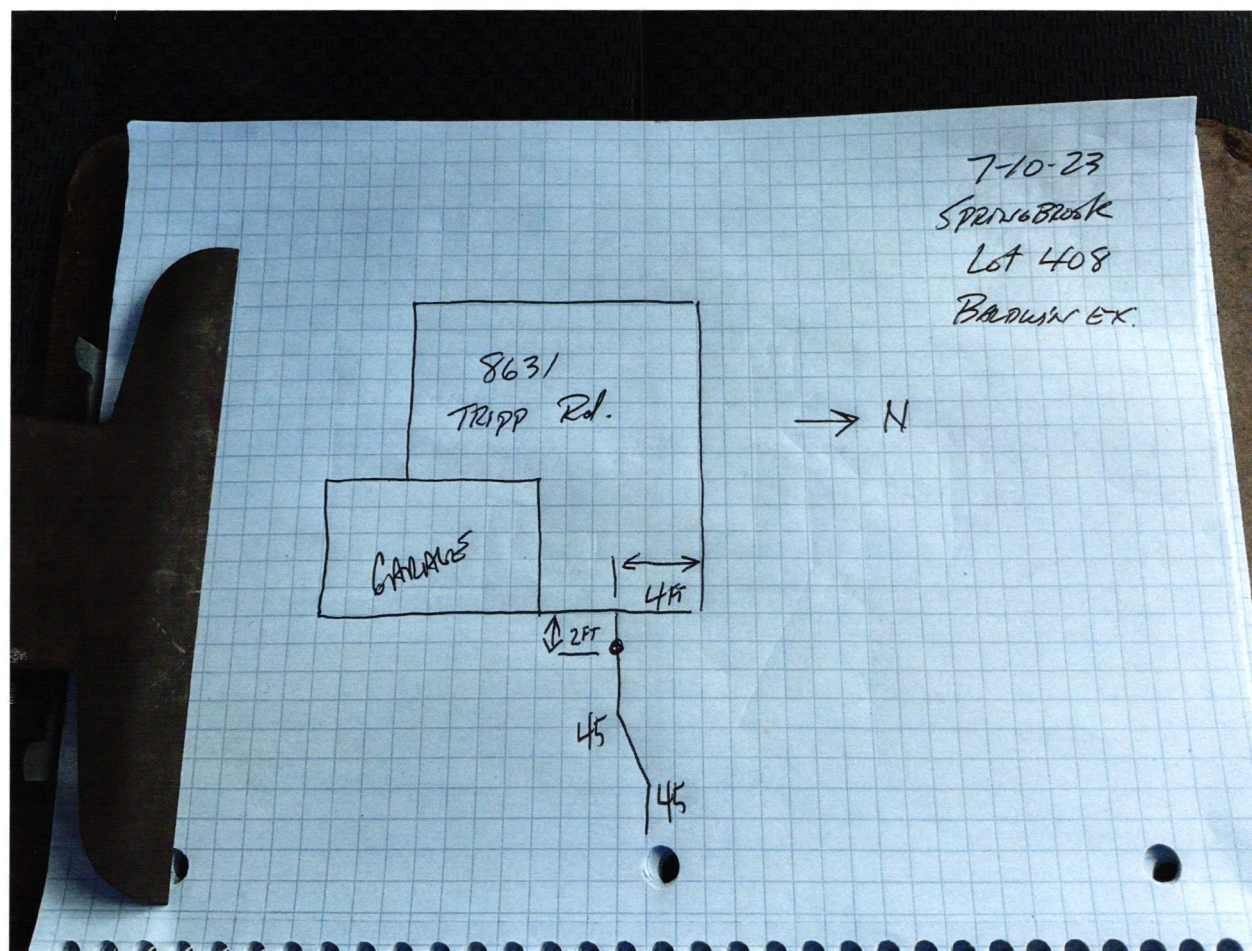 7-10-23
SPRINGBROOK
Lot 408
BALDWIN EX.
8631
TRIPP Rd.
N
GARAGE
4FT
2FT
45
45